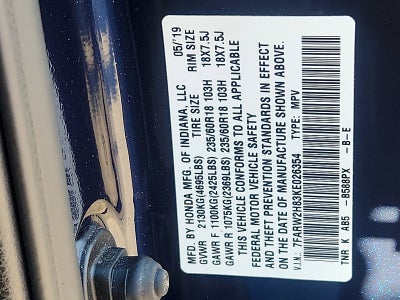 MFD. BY HONDA MFG. OF INDIANA, LLC 05/19
TIRE SIZE RIM SIZE
GVWR 2130KG(4695LBS)
GAWR F 1100KG(2425LBS) 235/60R18 103H 18X7.5J
GAWR R 1075KG(2369LBS) 235/60R18 103H 18X7.5J
THIS VEHICLE CONFORMS TO ALL APPLICABLE
FEDERAL MOTOR VEHICLE SAFETY
AND THEFT PREVENTION STANDARDS IN EFFECT
ON THE DATE OF MANUFACTURE SHOWN ABOVE.
V.I.N: 7FARW2H83KE026354 TYPE: MPV
-B-E
TNR K AB5 -B588PX